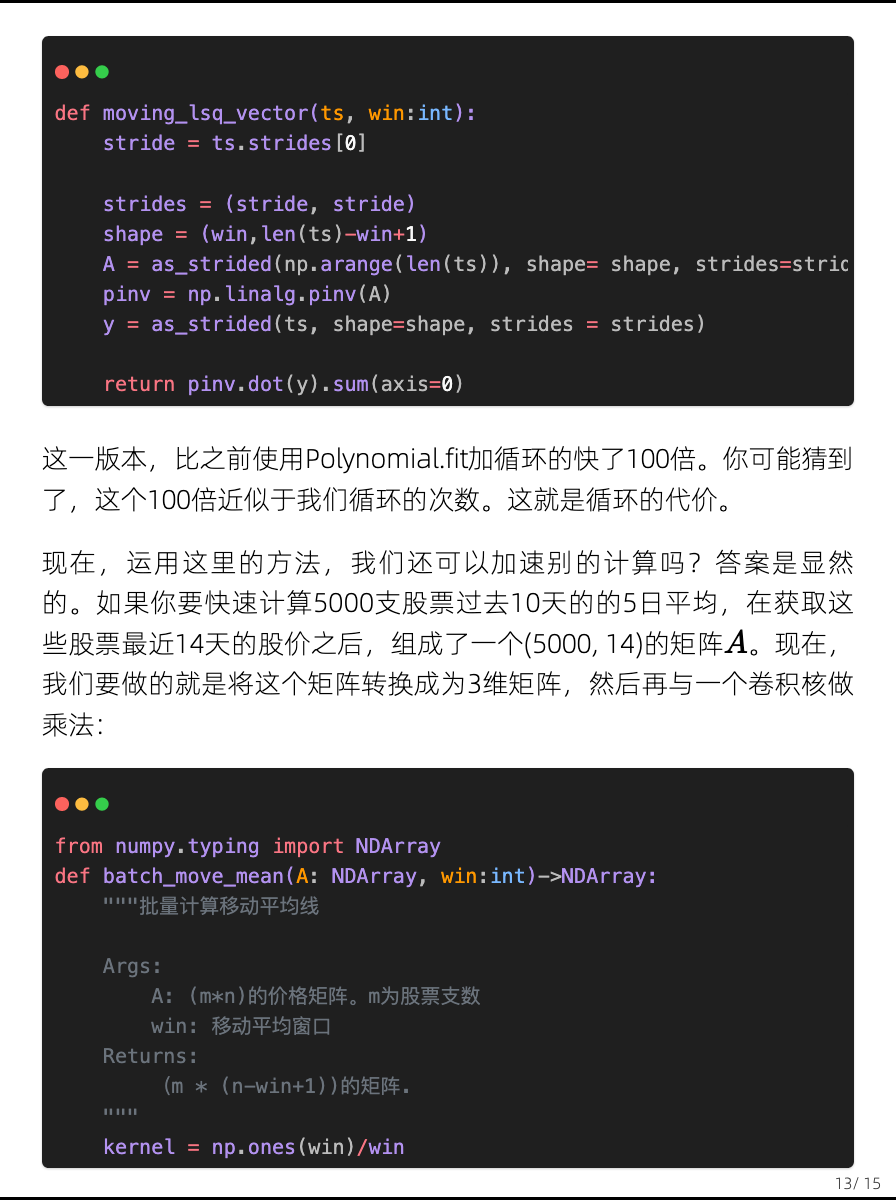 def moving_lsq_vector(ts, win:int):
    stride = ts.strides[0]

    strides = (stride, stride)
    shape = (win,len(ts)-win+1)
    A = as_strided(np.arange(len(ts)), shape= shape, strides=strid
    pinv = np.linalg.pinv(A)
    y = as_strided(ts, shape=shape, strides = strides)

    return pinv.dot(y).sum(axis=0)
这一版本，比之前使用Polynomial.fit加循环的快了100倍。你可能猜到
了，这个100倍近似于我们循环的次数。这就是循环的代价。
现在，运用这里的方法，我们还可以加速别的计算吗？答案是显然
的。如果你要快速计算5000支股票过去10天的的5日平均，在获取这
些股票最近14天的股价之后，组成了一个(5000, 14)的矩阵A。现在，
我们要做的就是将这个矩阵转换成为3维矩阵，然后再与一个卷积核做
乘法：
from numpy.typing import NDArray
def batch_move_mean(A: NDArray, win:int)->NDArray:
    """批量计算移动平均线

    Args:
        A: (m*n)的价格矩阵。m为股票支数
        win: 移动平均窗口
    Returns:
        (m * (n-win+1))的矩阵.
    """
    kernel = np.ones(win)/win
13/ 15